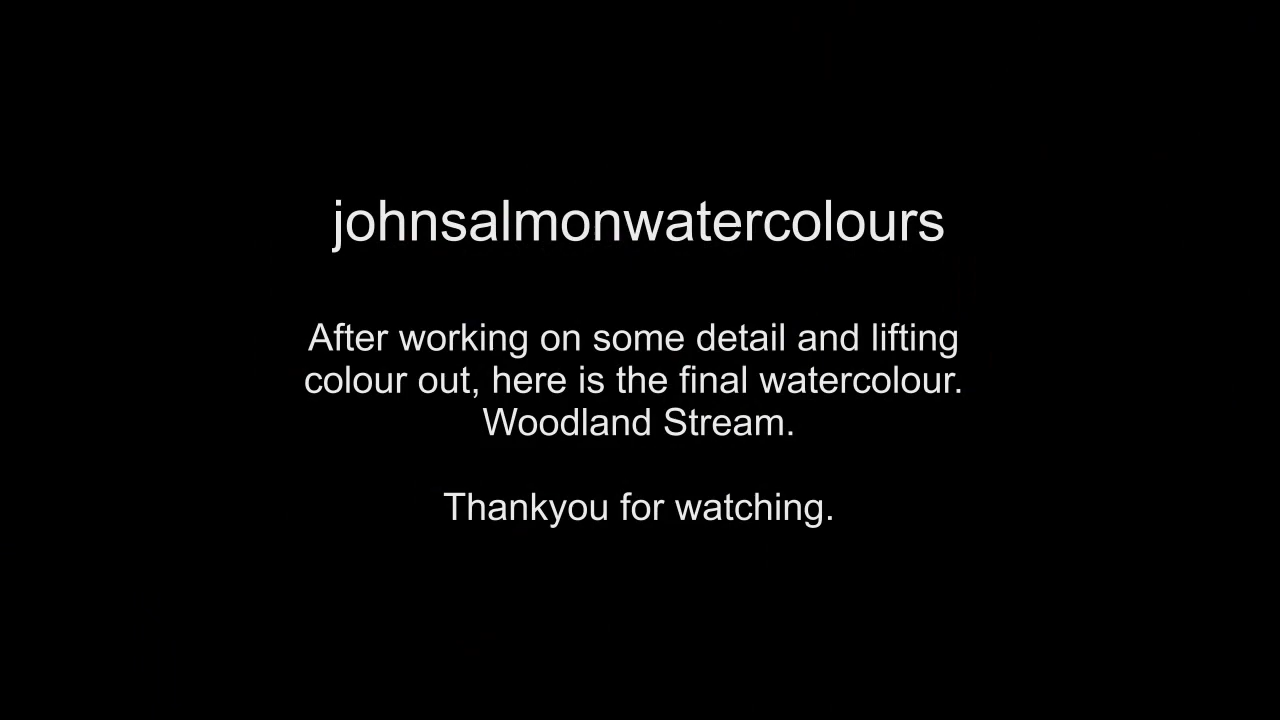 johnsalmonwatercolours
After working on some detail and lifting
colour out, here is the final watercolour.
Woodland Stream.
Thankyou for watching.